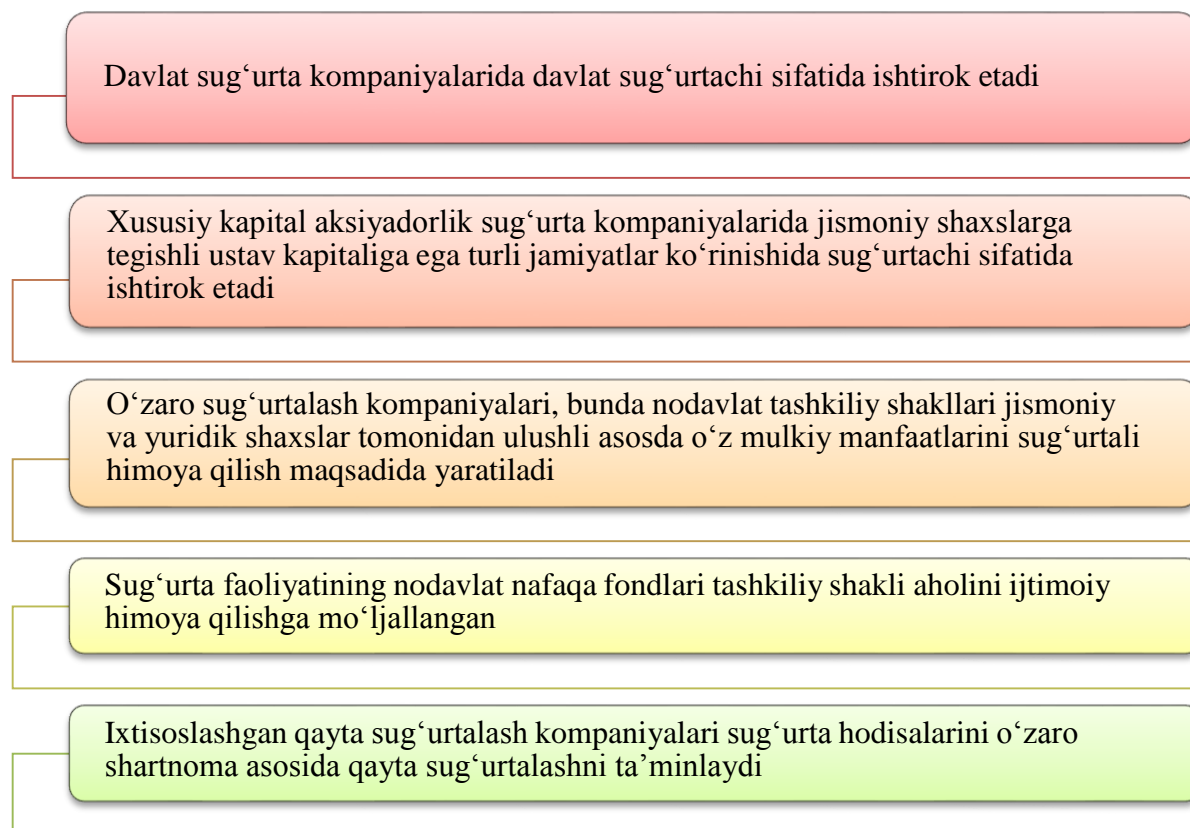 Davlat sug‘urta kompaniyalarida davlat sug‘urtachi sifatida ishtirok etadi
Xususiy kapital aksiyadorlik sug‘urta kompaniyalarida jismoniy shaxslarga
tegishli ustav kapitaliga ega turli jamiyatlar ko‘rinishida sug‘urtachi sifatida
ishtirok etadi
O‘zaro sug‘urtalash kompaniyalari, bunda nodavlat tashkiliy shakllari jismoniy
va yuridik shaxslar tomonidan ulushli asosda o‘z mulkiy manfaatlarini sug‘urtali
himoya qilish maqsadida yaratiladi
Sug‘urta faoliyatining nodavlat nafaqa fondlari tashkiliy shakli aholini ijtimoiy
himoya qilishga mo‘ljallangan
Ixtisoslashgan qayta sug‘urtalash kompaniyalari sug‘urta hodisalarini o‘zaro
shartnoma asosida qayta sug‘urtalashni ta’minlaydi